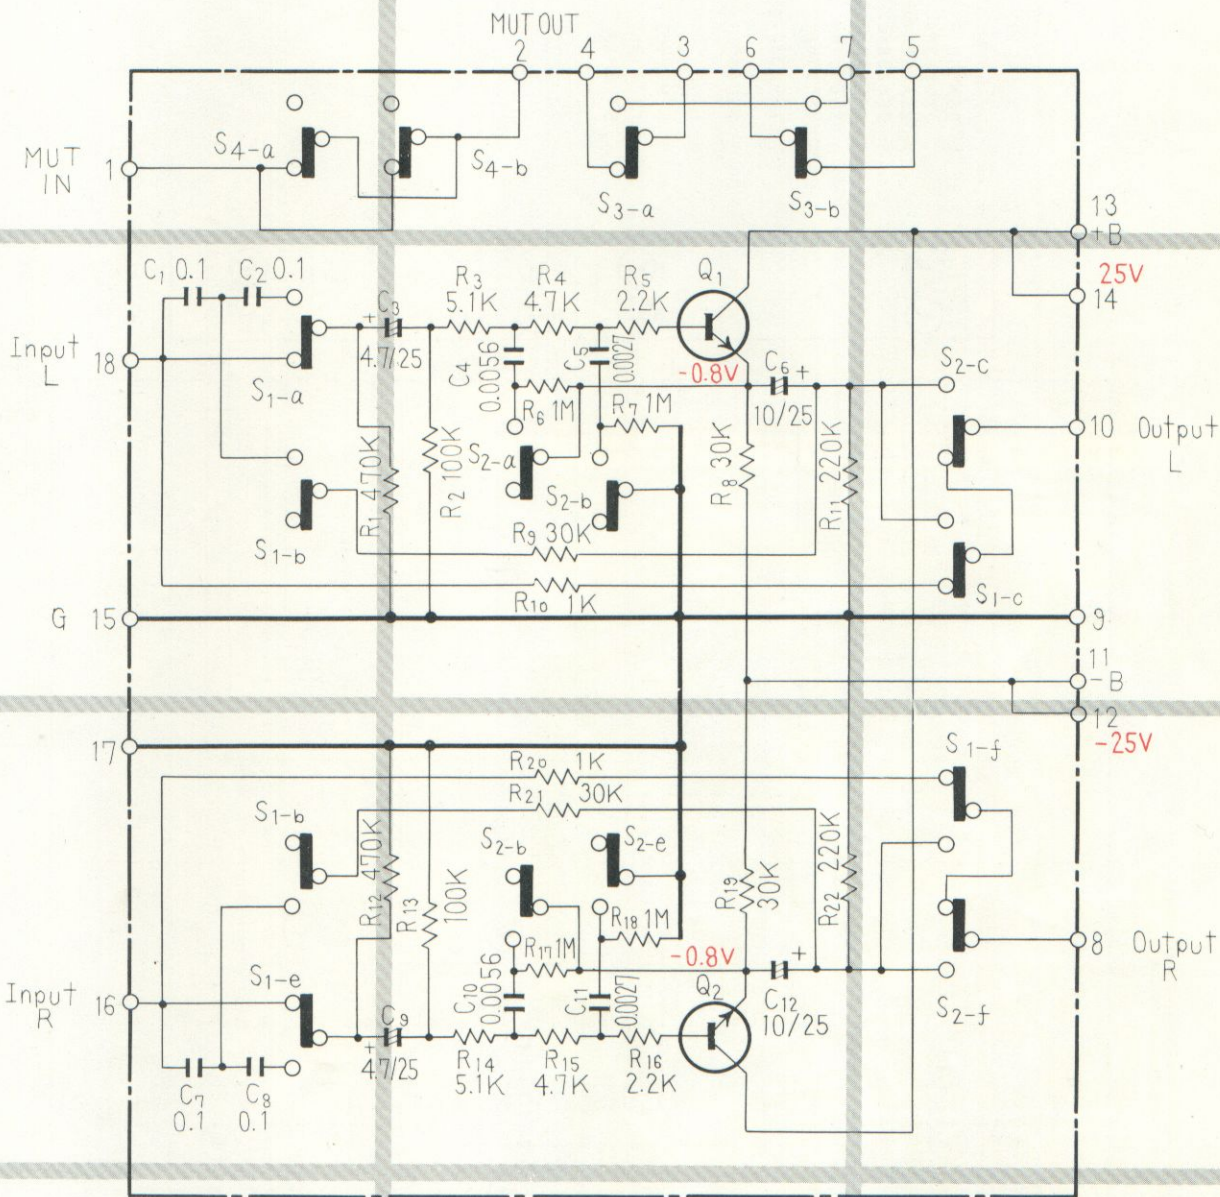 MUT OUT
2 4 3 6 7 5
MUT IN
1
S4-a
S4-b
S3-a
S3-b
13
+B
25V
14
C1 0.1
C2 0.1
R3
5.1K
R4
4.7K
R5
2.2K
Q1
+
C3
4.7/25
Input
L
18
S1-a
C4
0.0056
C5
0.0027
-0.8V
C6 +
10/25
S2-c
R6 1M
R7 1M
10
Output
L
R1 470K
R2 100K
S2-a
S2-b
R8 30K
R11 220K
S1-b
R9 30K
R10 1K
S1-c
G 15
9
11
-B
12
-25V
17
R20 1K
R21 30K
S1-f
S1-b
R12 470K
R13 100K
S2-b
S2-e
R19 30K
R22 220K
R18 1M
R17 1M
-0.8V
+
8
Output
R
Input
R
16
S1-e
C10
0.0056
C11
0.0027
Q2
C12
10/25
S2-f
C9
+
4.7/25
R14
5.1K
R15
4.7K
R16
2.2K
C7
0.1
C8
0.1